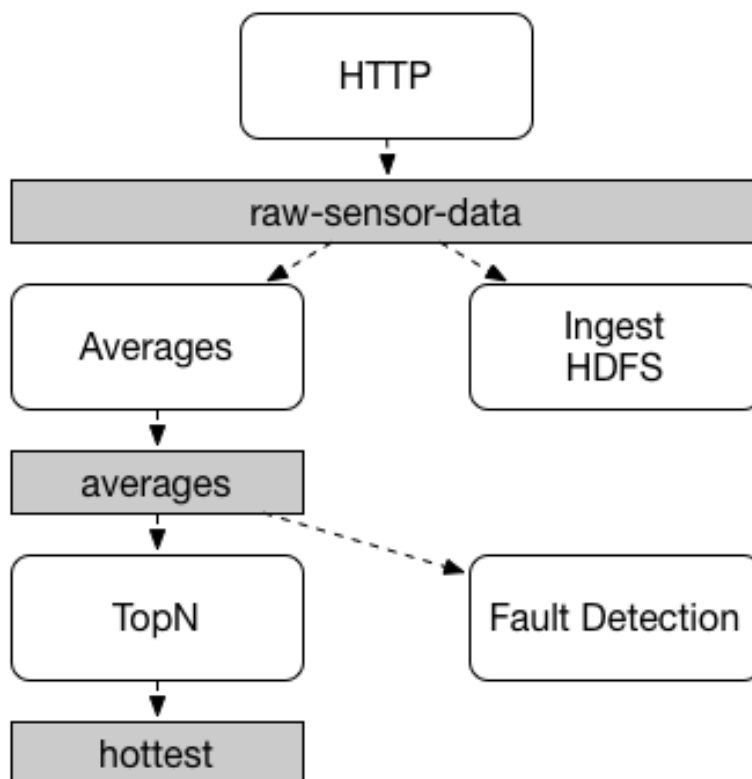 HTTP
raw-sensor-data
Averages
Ingest
HDFS
averages
TopN
Fault Detection
hottest